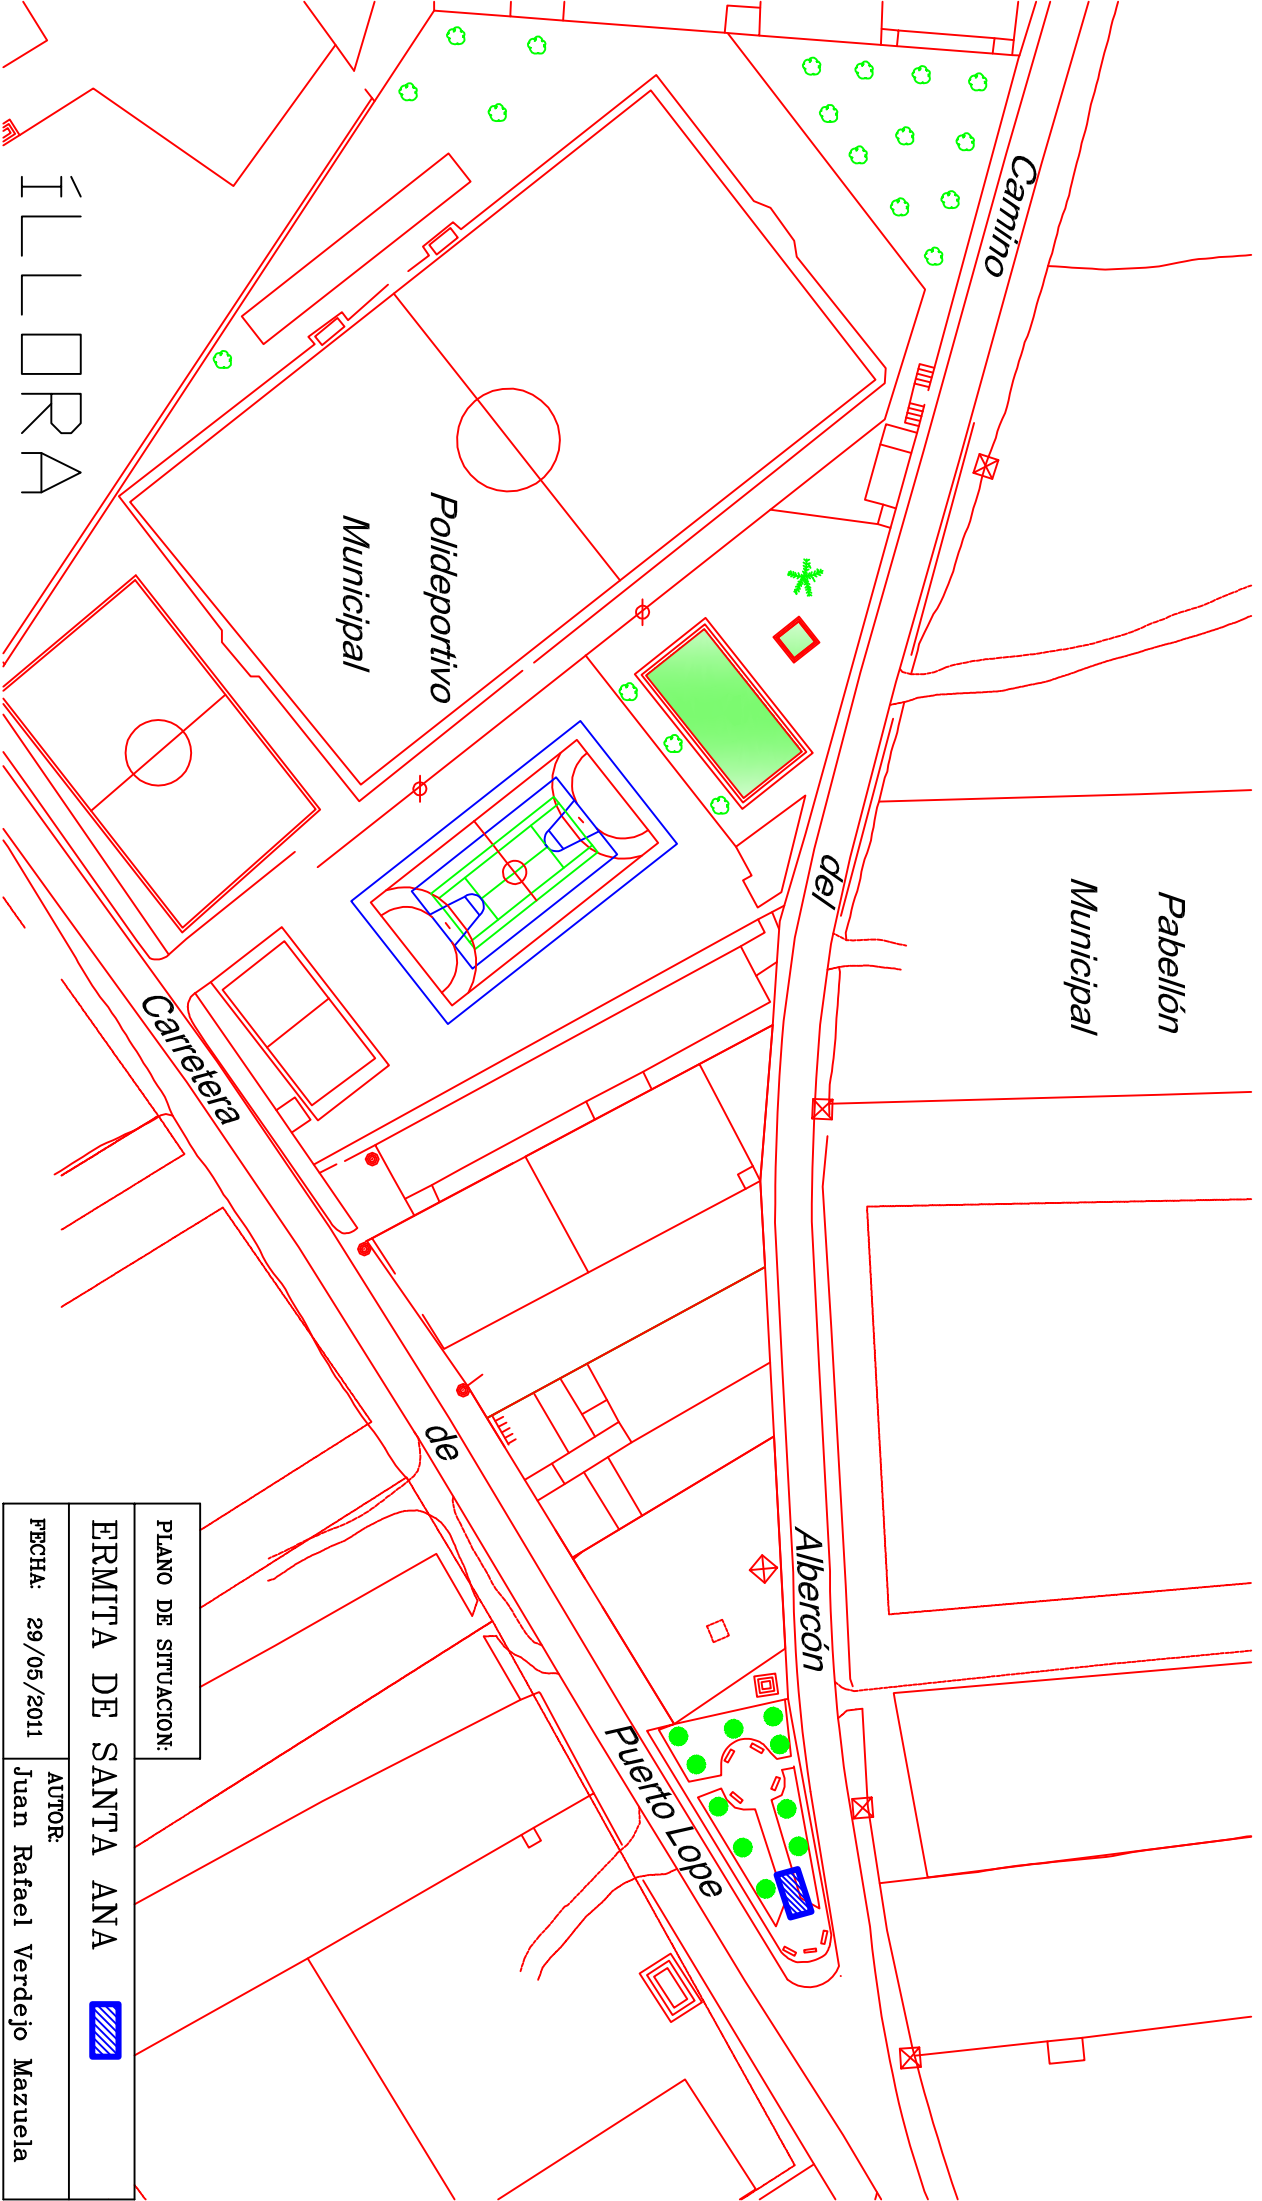 Camino
del
Albercón
Pabellón
Municipal
Polideportivo
Municipal
Carretera
de
Puerto Lope
ÍLLORA
PLANO DE SITUACION:
ERMITA DE SANTA ANA
FECHA: 29/05/2011
AUTOR:
Juan Rafael Verdejo Mazuela